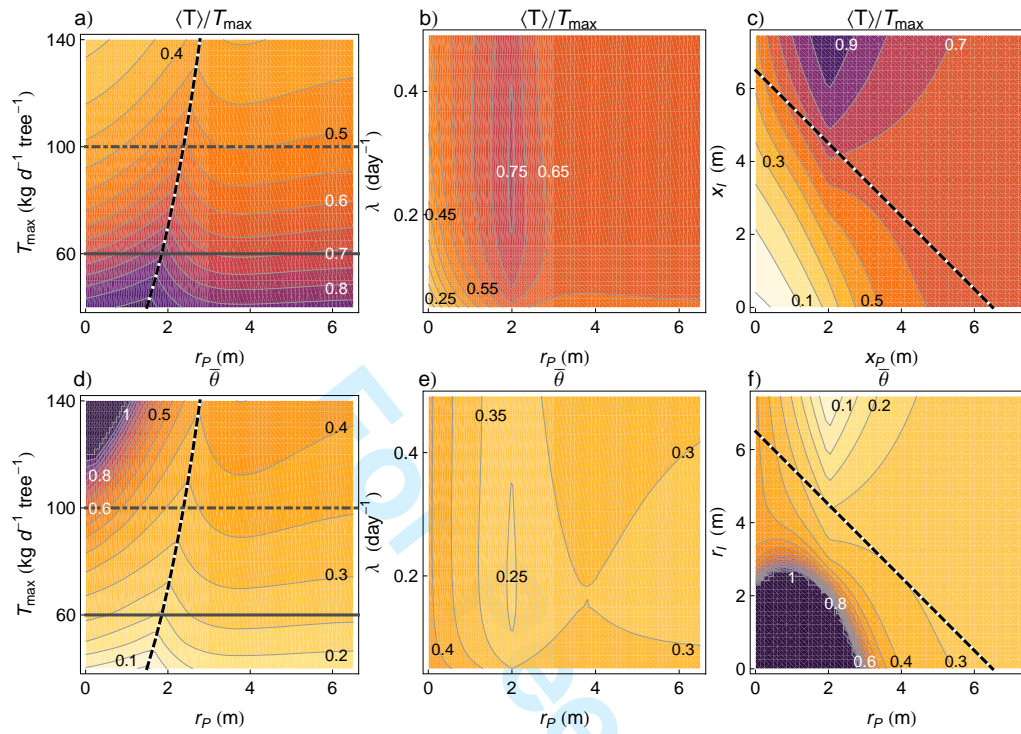 a) ⟨T⟩/T_max
140
100
60
T_max (kg d⁻¹ tree⁻¹)
0.4
0.5
0.6
0.7
0.8
0 2 4 6
r_P (m)
b) ⟨T⟩/T_max
0.4
0.2
λ (day⁻¹)
0.75 0.65
0.45
0.55
0.25
0 2 4 6
r_P (m)
c) ⟨T⟩/T_max
6
4
2
0
x_I (m)
0.9 0.7
0.3
0.1 0.5
0 2 4 6
x_P (m)
d) θ̅
140
100
60
T_max (kg d⁻¹ tree⁻¹)
1 0.5
0.4
0.8
0.6
0.3
0.2
0.1
0 2 4 6
r_P (m)
e) θ̅
0.4
0.2
λ (day⁻¹)
0.35
0.3
0.25
0.4
0.3
0 2 4 6
r_P (m)
f) θ̅
6
4
2
0
r_I (m)
0.1 0.2
1
0.8
0.6 0.4 0.3
0 2 4 6
r_P (m)